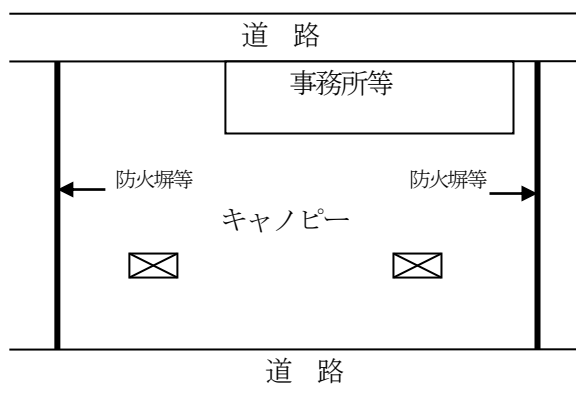 道　路
事務所等
防火塀等
防火塀等
キャノピー
道　路